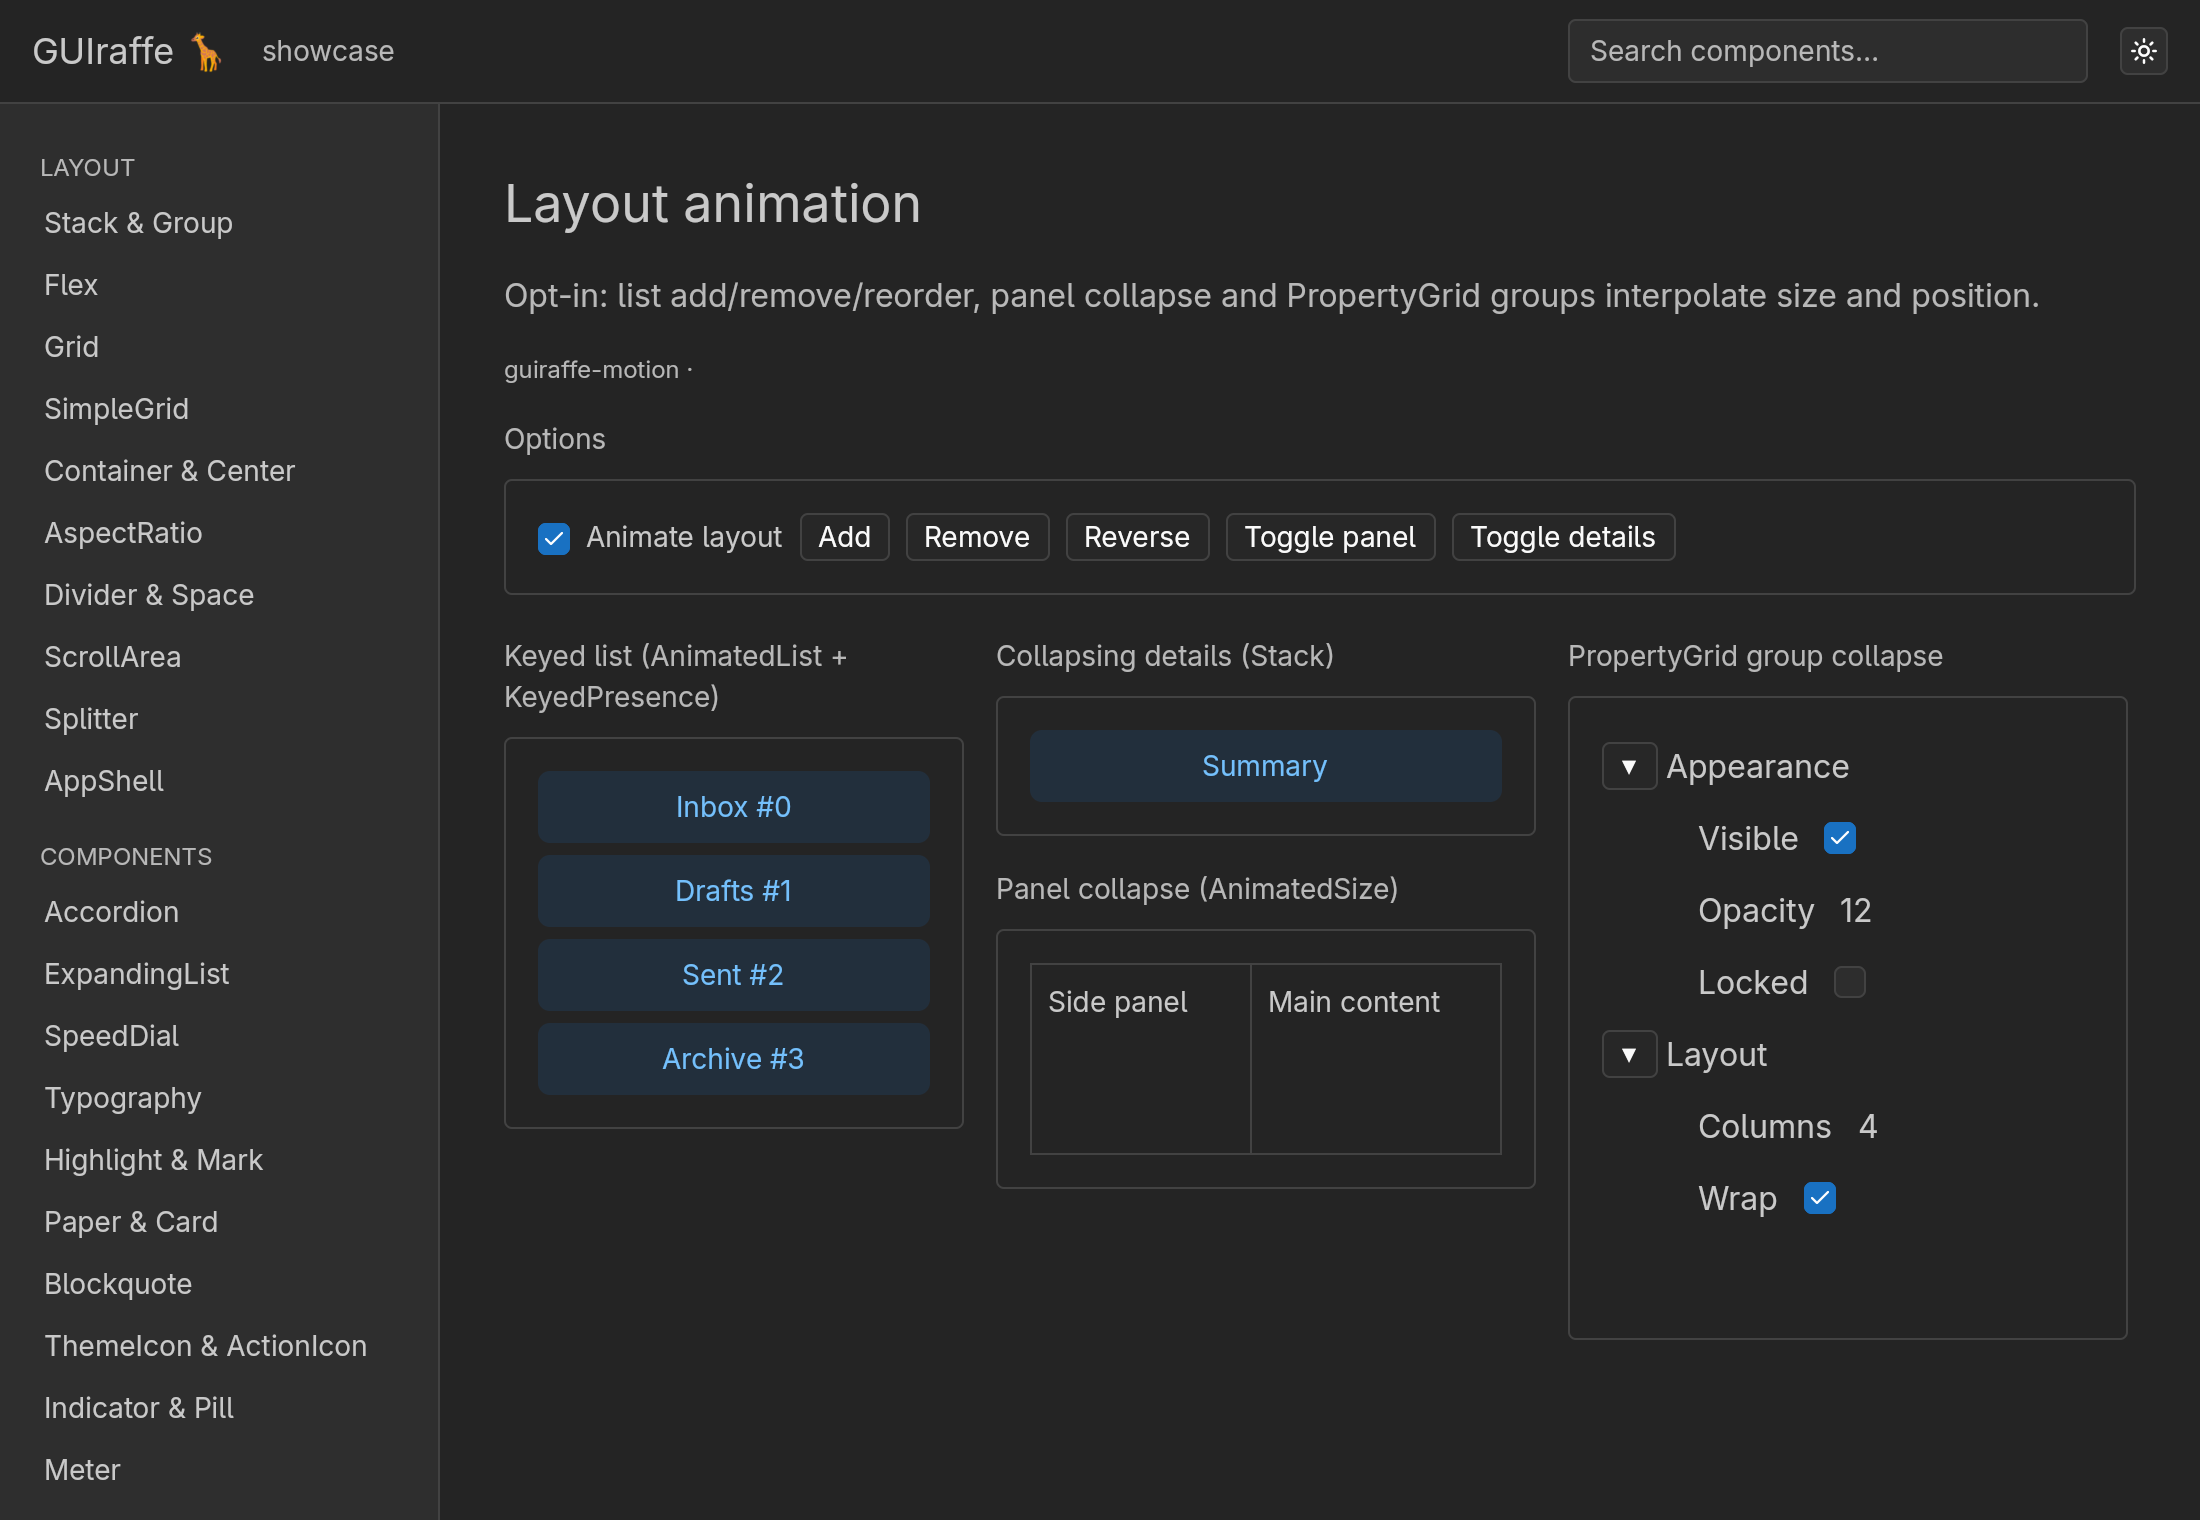 GUIraffe 🦒 showcase
Search components...
LAYOUT
Stack & Group
Flex
Grid
SimpleGrid
Container & Center
AspectRatio
Divider & Space
ScrollArea
Splitter
AppShell
COMPONENTS
Accordion
ExpandingList
SpeedDial
Typography
Highlight & Mark
Paper & Card
Blockquote
ThemeIcon & ActionIcon
Indicator & Pill
Meter
Layout animation
Opt-in: list add/remove/reorder, panel collapse and PropertyGrid groups interpolate size and position.
guiraffe-motion ·
Options
Animate layout Add Remove Reverse Toggle panel Toggle details
Keyed list (AnimatedList +
KeyedPresence)
Inbox #0
Drafts #1
Sent #2
Archive #3
Collapsing details (Stack)
Summary
Panel collapse (AnimatedSize)
Side panel
Main content
PropertyGrid group collapse
▼ Appearance
Visible
Opacity 12
Locked
▼ Layout
Columns 4
Wrap